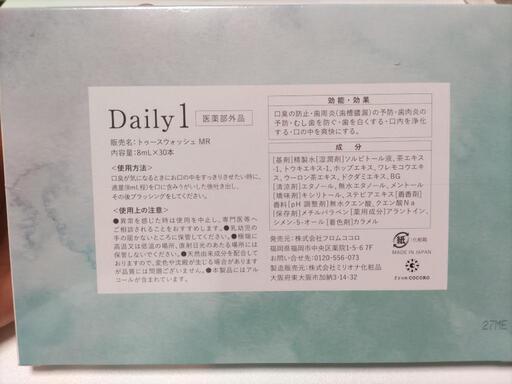 Daily1 医薬部外品
販売名:トゥースウォッシュ MR
内容量:8mL×30本
<使用方法>
口臭が気になるときにお口の中をすっきりさせたい時に、
適量(8mL程)を口に含みうがいした後吐き出し、
その後ブラッシングをしてください。
<使用上の注意>
●異常を感じた時は使用を中止し、専門医等へ
ご相談されることをおすすめします。●乳幼児の
手の届かないところに保管してください。●極端に
高温又は低温の場所、直射日光のあたる場所には
保管しないでください。●天然由来成分を配合して
おりますので、変色や沈殿が生じる場合があります
が品質には問題ございません。●本製品にはアル
コールが含まれています。
効能・効果
口臭の防止・歯周炎(歯槽膿漏)の予防・歯肉炎の
予防・むし歯を防ぐ・歯を白くする・口内を浄化す
る・口の中を爽快にする。
成分
[基剤]精製水[湿潤剤]ソルビトール液、茶エキス
-1、トウキエキス-1、ホップエキス、ワレモコウエキス、
ウーロン茶エキス、ドクダミエキス、BG
[清涼剤]エタノール、無水エタノール、メントール
[矯味剤]キシリトール、ステビアエキス[香料]
香料[pH調整剤]無水クエン酸、クエン酸Na
[保存剤]メチルパラベン[薬用成分]アラントイン、
シメン-5-オール[着色剤]カラメル
発売元:株式会社フロムココロ
福岡県福岡市中央区薬院1-5-6 7F
お問い合わせ窓口:0120-556-073
製造販売元:株式会社ミリオナ化粧品
大阪府東大阪市加納3-14-32
紙 化粧箱
MADE IN JAPAN
From COCORO
27ME